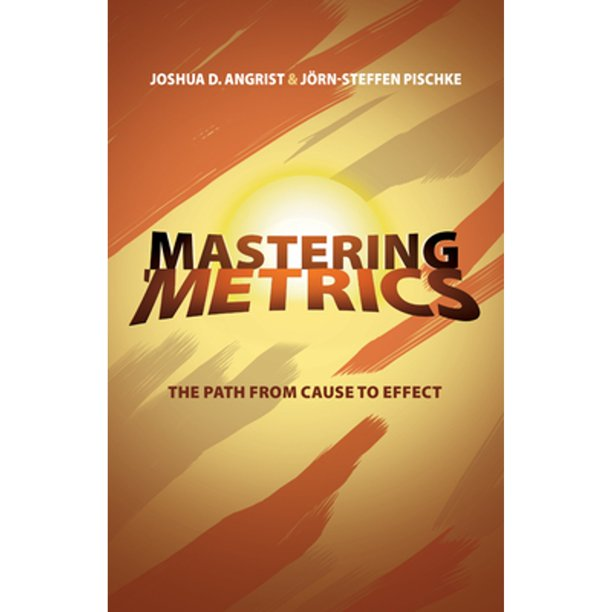 JOSHUA D. ANGRIST & JÖRN-STEFFEN PISCHKE
MASTERING
'METRICS
THE PATH FROM CAUSE TO EFFECT